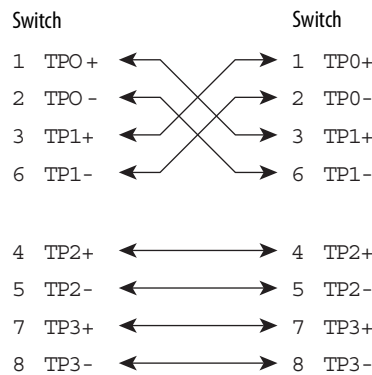 Switch Switch
1 TPO+ 1 TP0+
2 TPO- 2 TP0-
3 TP1+ 3 TP1+
6 TP1- 6 TP1-
4 TP2+ 4 TP2+
5 TP2- 5 TP2-
7 TP3+ 7 TP3+
8 TP3- 8 TP3-